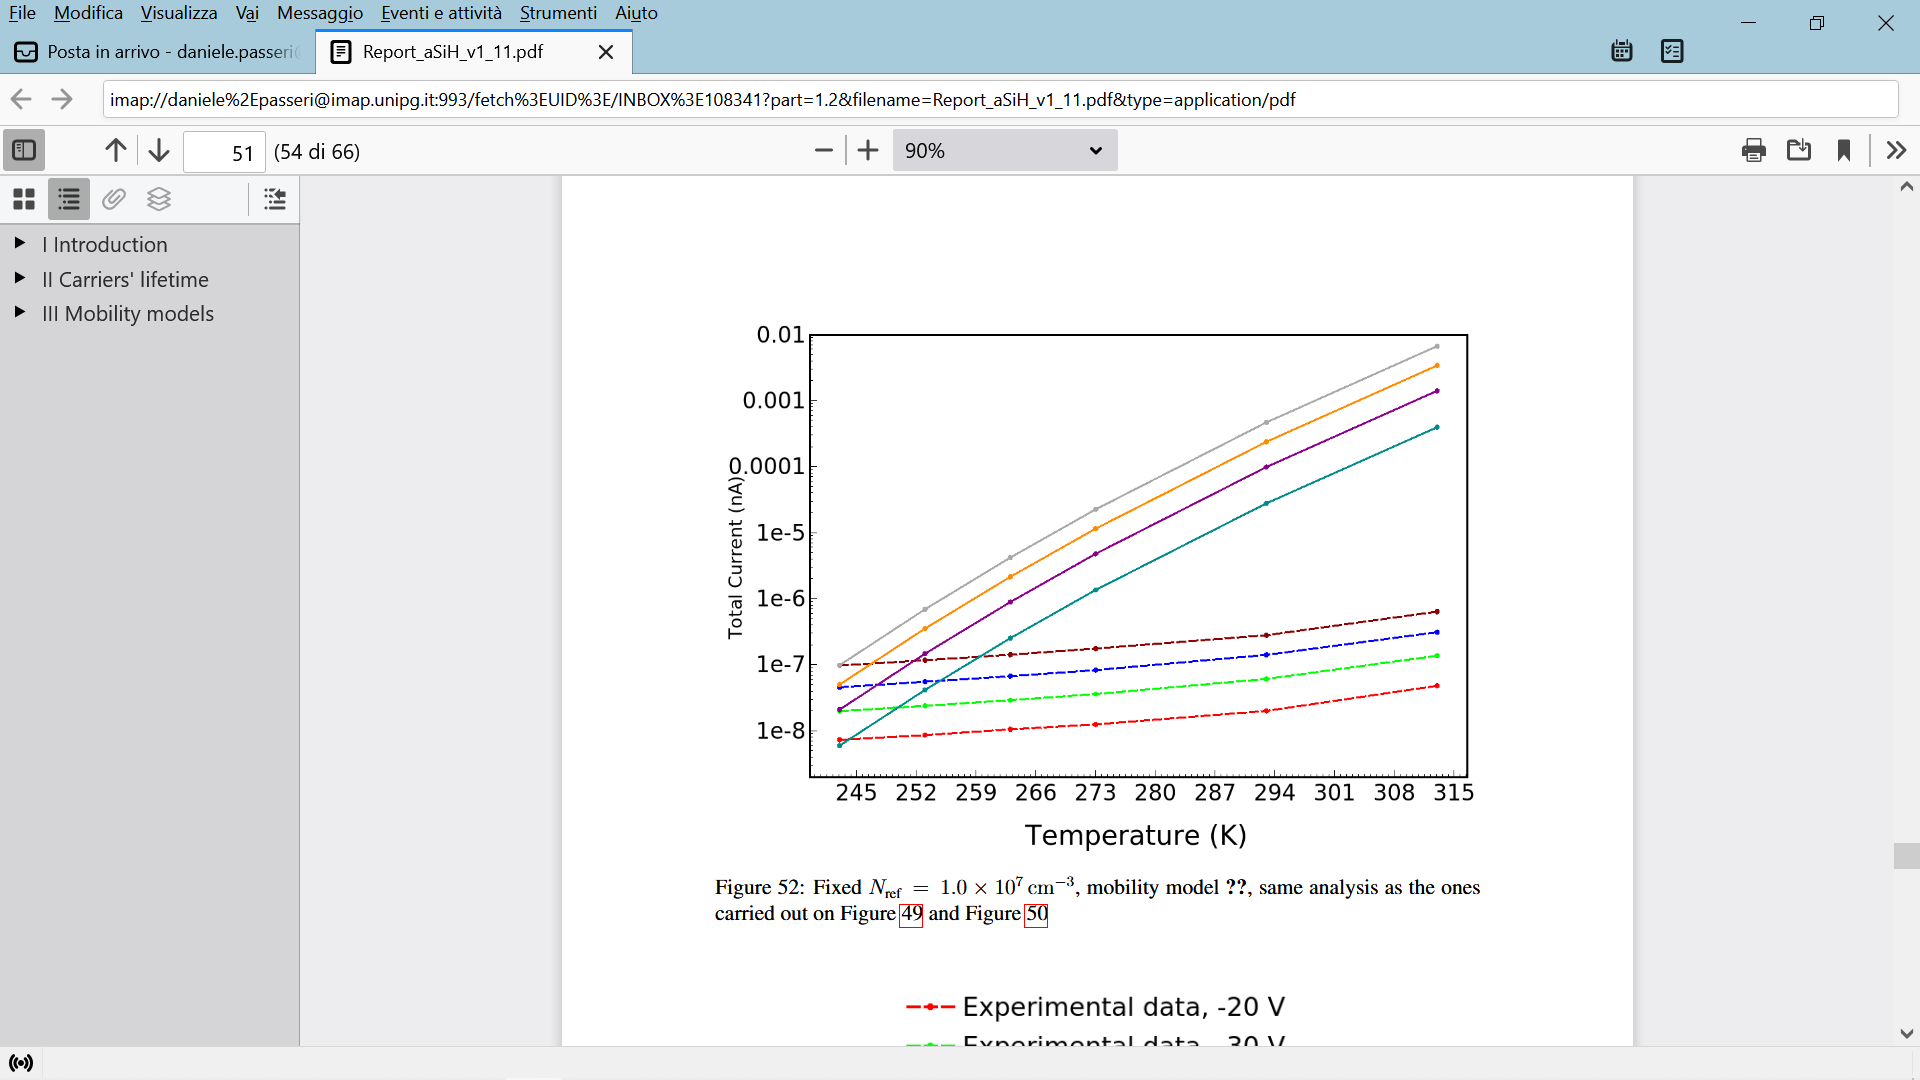 File Modifica Visualizza Vai Messaggio Eventi e attività Strumenti Aiuto
Posta in arrivo - daniele.passeri@
Report_aSiH_v1_11.pdf
imap://daniele%2Epasseri@imap.unipg.it:993/fetch%3EUID%3E/INBOX%3E108341?part=1.2&filename=Report_aSiH_v1_11.pdf&type=application/pdf
51 (54 di 66)
90%
I Introduction
II Carriers' lifetime
III Mobility models
0.01
0.001
0.0001
1e-5
1e-6
1e-7
1e-8
Total Current (nA)
245 252 259 266 273 280 287 294 301 308 315
Temperature (K)
Figure 52: Fixed N_ref = 1.0 × 10⁷ cm⁻³, mobility model ??, same analysis as the ones
carried out on Figure 49 and Figure 50
Experimental data, -20 V
Experimental data, -30 V